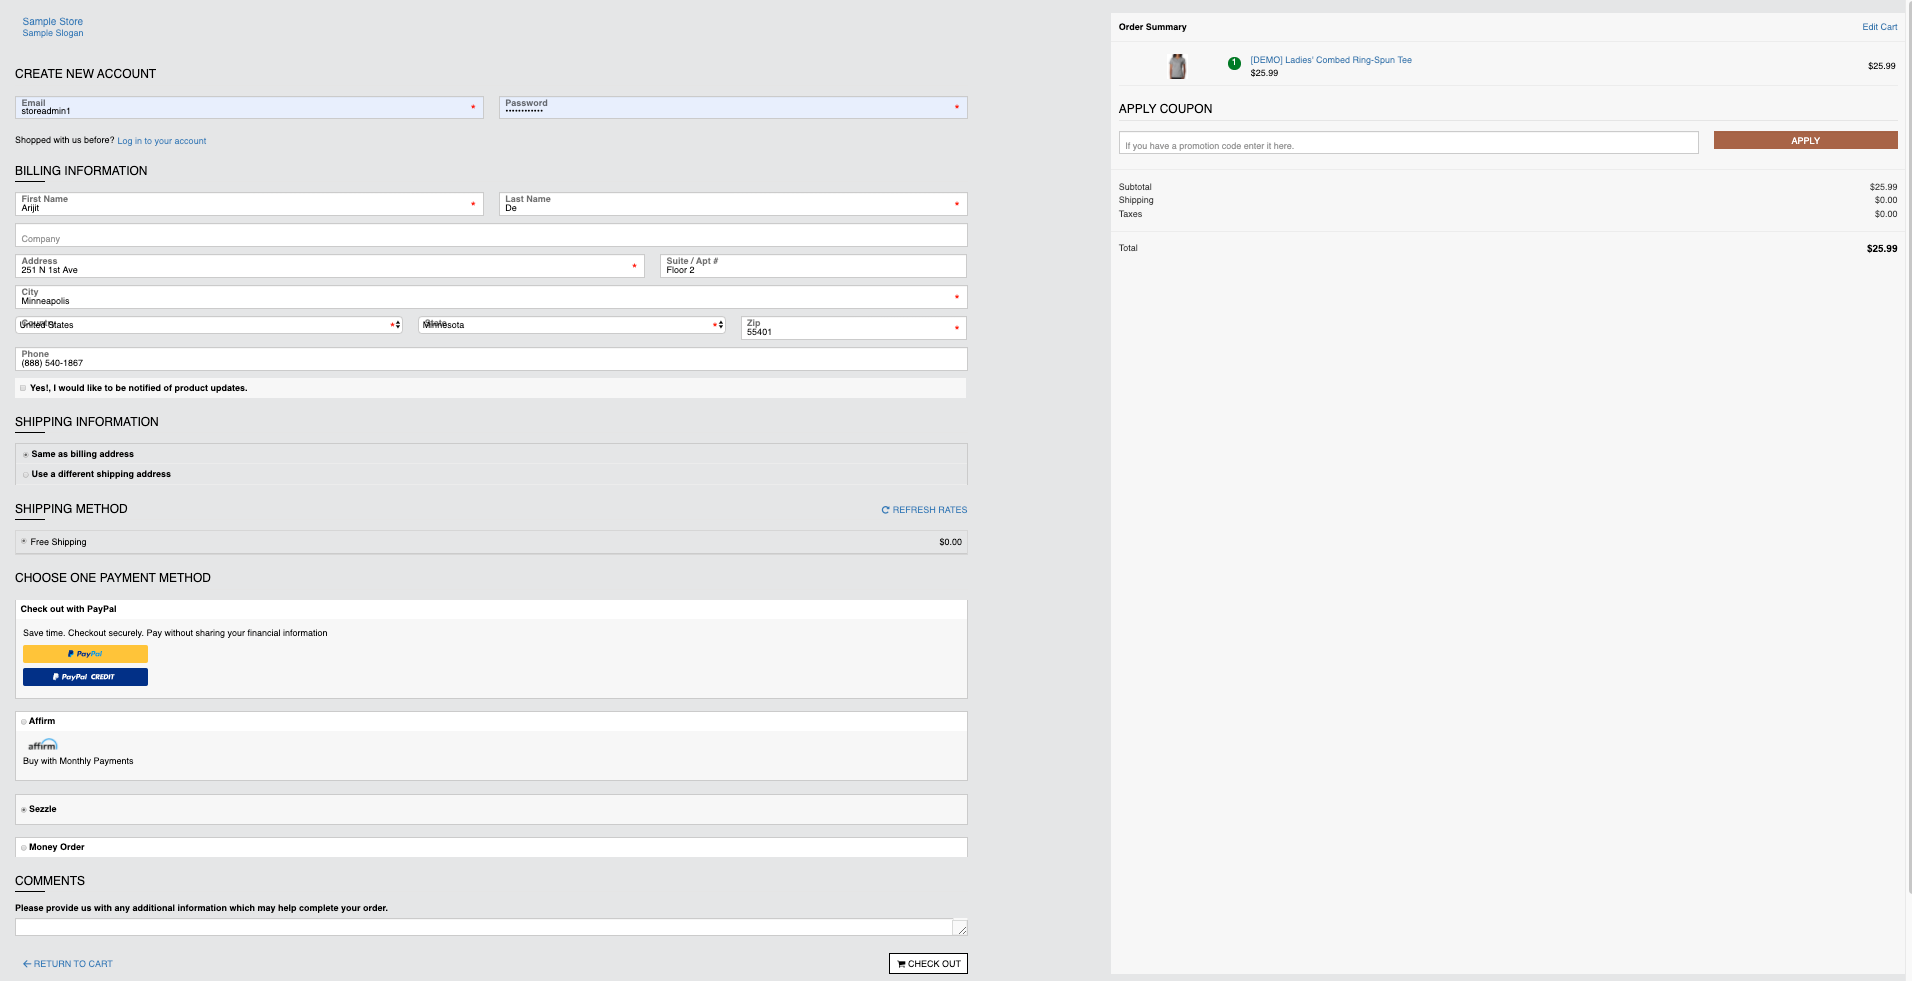 Sample Store
Sample Slogan
CREATE NEW ACCOUNT
Email
storeadmin1
*
Password
••••••••••••
*
Shopped with us before? Log in to your account
BILLING INFORMATION
First Name
Arijit
*
Last Name
De
*
Company
Address
251 N 1st Ave
*
Suite / Apt #
Floor 2
City
Minneapolis
*
Country
United States
*
State
Minnesota
*
Zip
55401
*
Phone
(888) 540-1867
Yes!, I would like to be notified of product updates.
SHIPPING INFORMATION
Same as billing address
Use a different shipping address
SHIPPING METHOD
REFRESH RATES
Free Shipping
$0.00
CHOOSE ONE PAYMENT METHOD
Check out with PayPal
Save time. Checkout securely. Pay without sharing your financial information
PayPal
PayPal CREDIT
Affirm
affirm
Buy with Monthly Payments
Sezzle
Money Order
COMMENTS
Please provide us with any additional information which may help complete your order.
RETURN TO CART
CHECK OUT
Order Summary
Edit Cart
1
[DEMO] Ladies' Combed Ring-Spun Tee
$25.99
$25.99
APPLY COUPON
If you have a promotion code enter it here.
APPLY
Subtotal
$25.99
Shipping
$0.00
Taxes
$0.00
Total
$25.99